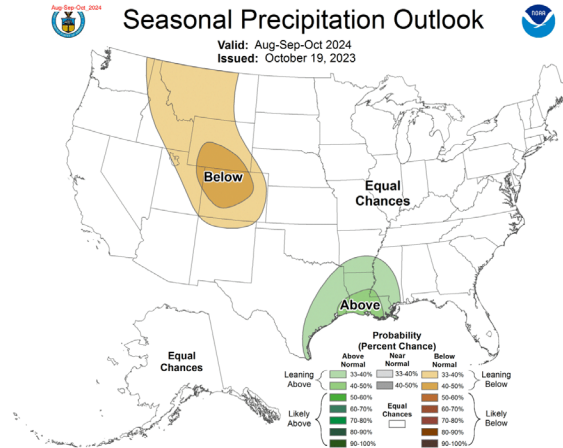 Aug-Sep-Oct_2024
Seasonal Precipitation Outlook
NOAA
Valid: Aug-Sep-Oct 2024
Issued: October 19, 2023
Below
Equal
Chances
Above
Equal
Chances
Probability
(Percent Chance)
Above Normal
Near Normal
Below Normal
Leaning Above
33-40%
33-40%
33-40%
Leaning Below
40-50%
40-50%
40-50%
Likely Above
50-60%
50-60%
Likely Below
60-70%
Equal Chances
60-70%
70-80%
70-80%
80-90%
80-90%
90-100%
90-100%